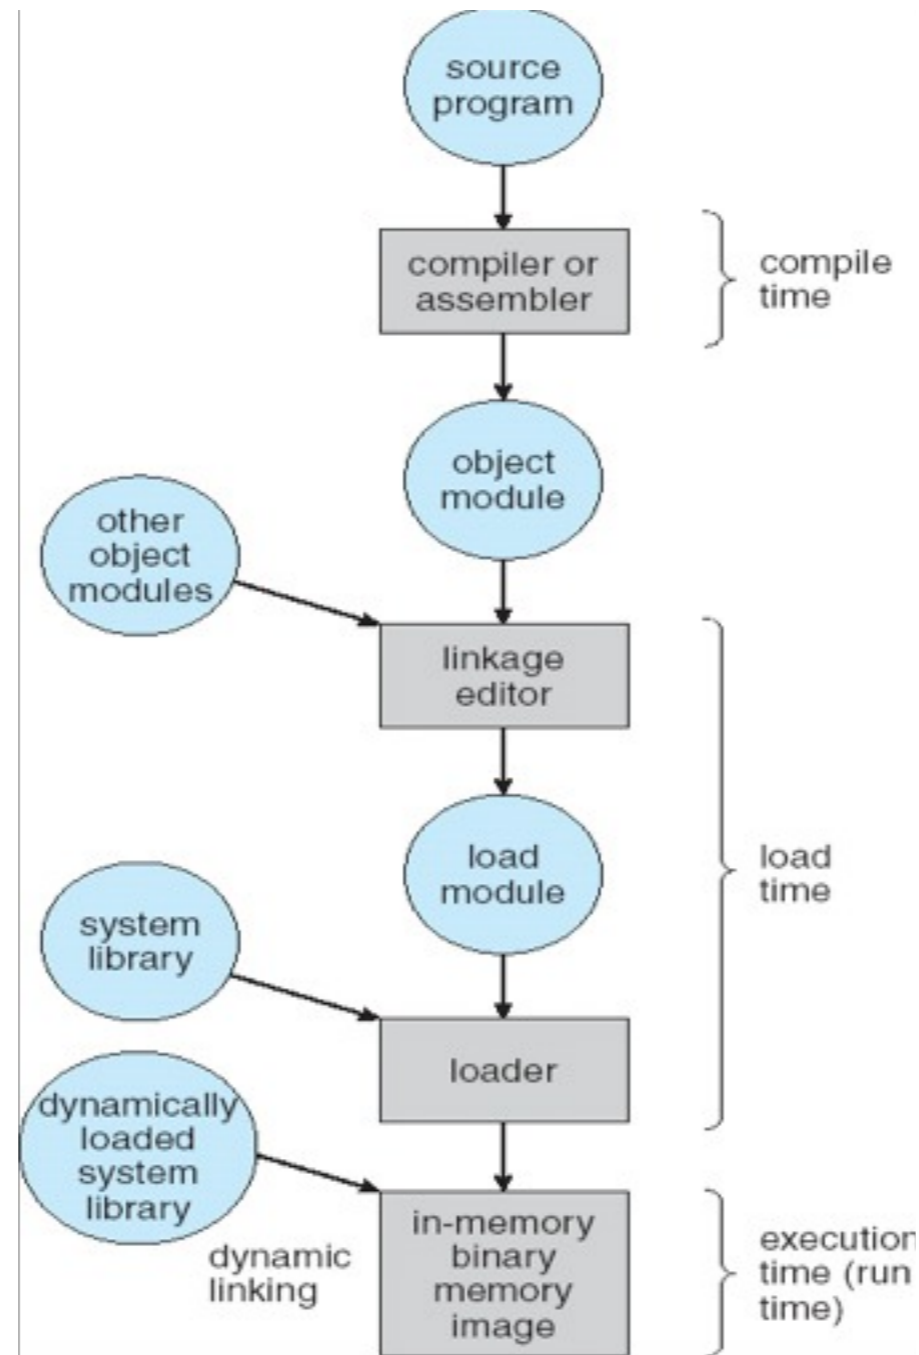 source
program
compiler or
assembler
compile
time
object
module
other
object
modules
linkage
editor
load
module
load
time
system
library
loader
dynamically
loaded
system
library
dynamic
linking
in-memory
binary
memory
image
execution
time (run
time)